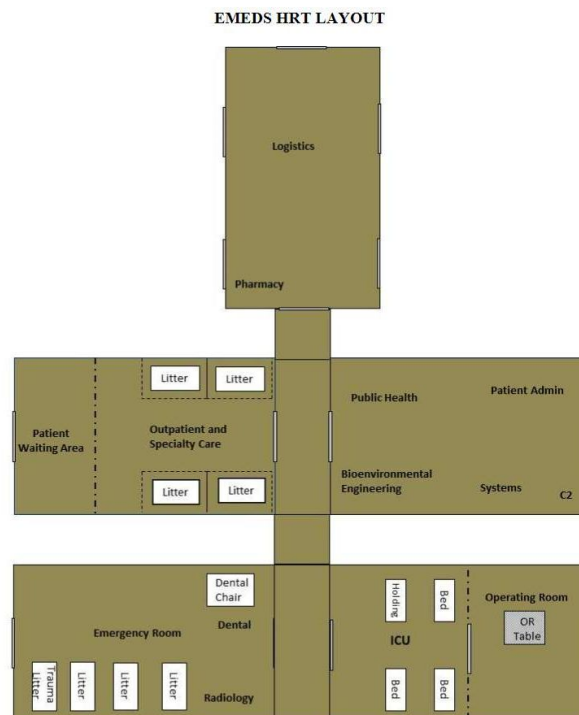 EMEDS HRT LAYOUT
Logistics
Pharmacy
Litter
Litter
Patient
Waiting Area
Outpatient and
Specialty Care
Litter
Litter
Public Health
Patient Admin
Bioenvironmental
Engineering
Systems
C2
Dental
Chair
Emergency Room
Dental
Trauma
Litter
Litter
Litter
Litter
Radiology
Holding
Bed
ICU
Bed
Bed
Operating Room
OR
Table